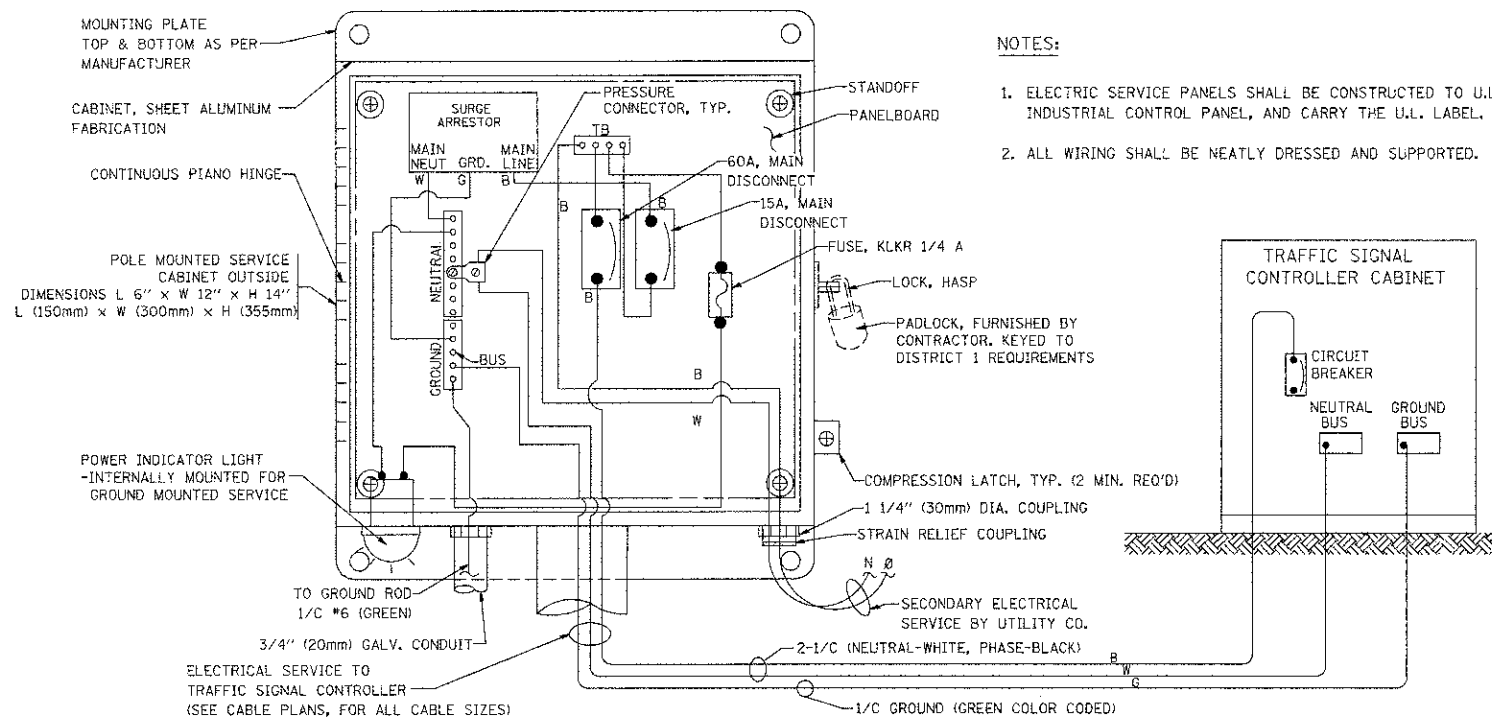 MOUNTING PLATE
TOP & BOTTOM AS PER
MANUFACTURER
CABINET, SHEET ALUMINUM
FABRICATION
CONTINUOUS PIANO HINGE
POLE MOUNTED SERVICE
CABINET OUTSIDE
DIMENSIONS L 6" x W 12" x H 14"
L (150mm) x W (300mm) x H (355mm)
POWER INDICATOR LIGHT
-INTERNALLY MOUNTED FOR
GROUND MOUNTED SERVICE
TO GROUND ROD
1/C #6 (GREEN)
3/4" (20mm) GALV. CONDUIT
ELECTRICAL SERVICE TO
TRAFFIC SIGNAL CONTROLLER
(SEE CABLE PLANS, FOR ALL CABLE SIZES)
SURGE
ARRESTOR
MAIN
NEUT
GRD.
MAIN
LINE
W
G
B
NEUTRAL
GROUND
BUS
PRESSURE
CONNECTOR, TYP.
TB
60A, MAIN
DISCONNECT
15A, MAIN
DISCONNECT
B
B
B
FUSE, KLKR 1/4 A
B
W
STANDOFF
PANELBOARD
LOCK, HASP
PADLOCK, FURNISHED BY
CONTRACTOR. KEYED TO
DISTRICT 1 REQUIREMENTS
COMPRESSION LATCH, TYP. (2 MIN. REQ'D)
1 1/4" (30mm) DIA. COUPLING
STRAIN RELIEF COUPLING
N Ø
SECONDARY ELECTRICAL
SERVICE BY UTILITY CO.
2-1/C (NEUTRAL-WHITE, PHASE-BLACK)
B
W
G
1/C GROUND (GREEN COLOR CODED)
NOTES:
1. ELECTRIC SERVICE PANELS SHALL BE CONSTRUCTED TO U.L
INDUSTRIAL CONTROL PANEL, AND CARRY THE U.L. LABEL.
2. ALL WIRING SHALL BE NEATLY DRESSED AND SUPPORTED.
TRAFFIC SIGNAL
CONTROLLER CABINET
CIRCUIT
BREAKER
NEUTRAL
BUS
GROUND
BUS